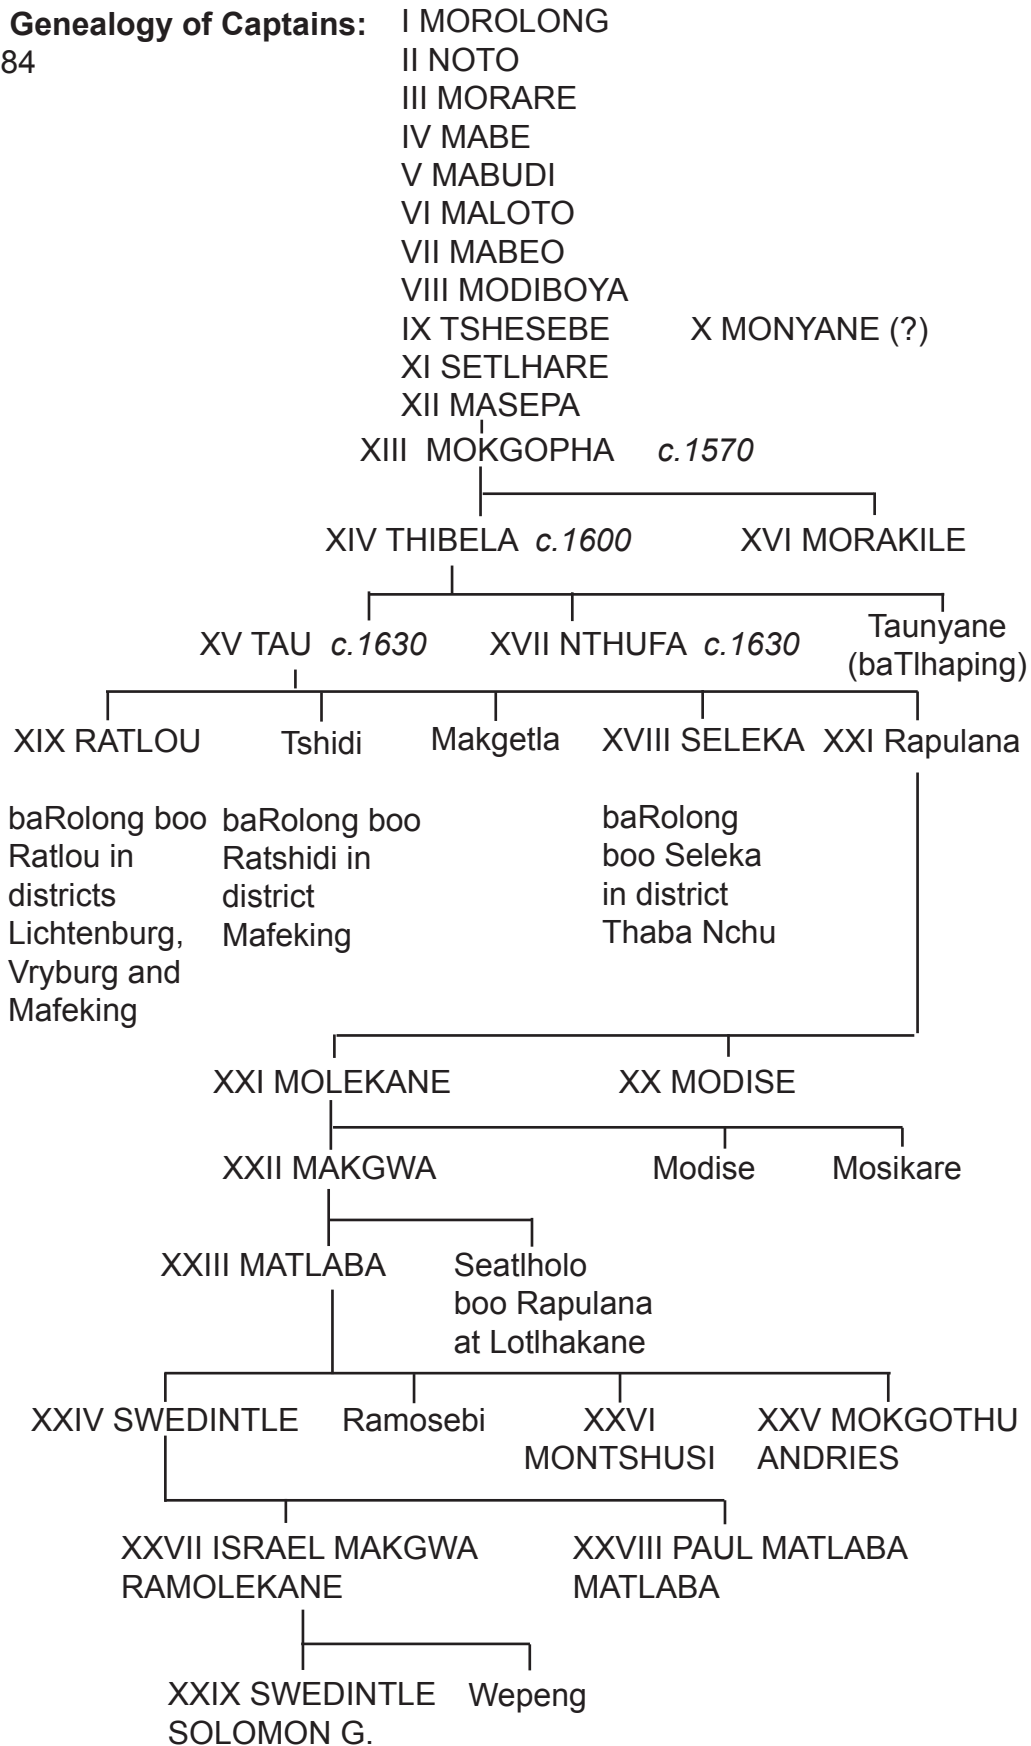 Genealogy of Captains:
84
I MOROLONG
II NOTO
III MORARE
IV MABE
V MABUDI
VI MALOTO
VII MABEO
VIII MODIBOYA
IX TSHESEBE X MONYANE (?)
XI SETLHARE
XII MASEPA
XIII MOKGOPHA c.1570
XIV THIBELA c.1600 XVI MORAKILE
XV TAU c.1630 XVII NTHUFA c.1630
Taunyane
(baTlhaping)
XIX RATLOU Tshidi Makgetla XVIII SELEKA XXI Rapulana
baRolong boo
Ratlou in
districts
Lichtenburg,
Vryburg and
Mafeking
baRolong boo
Ratshidi in
district
Mafeking
baRolong
boo Seleka
in district
Thaba Nchu
XXI MOLEKANE XX MODISE
XXII MAKGWA Modise Mosikare
XXIII MATLABA
Seatlholo
boo Rapulana
at Lotlhakane
XXIV SWEDINTLE Ramosebi
XXVI
MONTSHUSI
XXV MOKGOTHU
ANDRIES
XXVII ISRAEL MAKGWA
RAMOLEKANE
XXVIII PAUL MATLABA
MATLABA
XXIX SWEDINTLE
SOLOMON G.
Wepeng